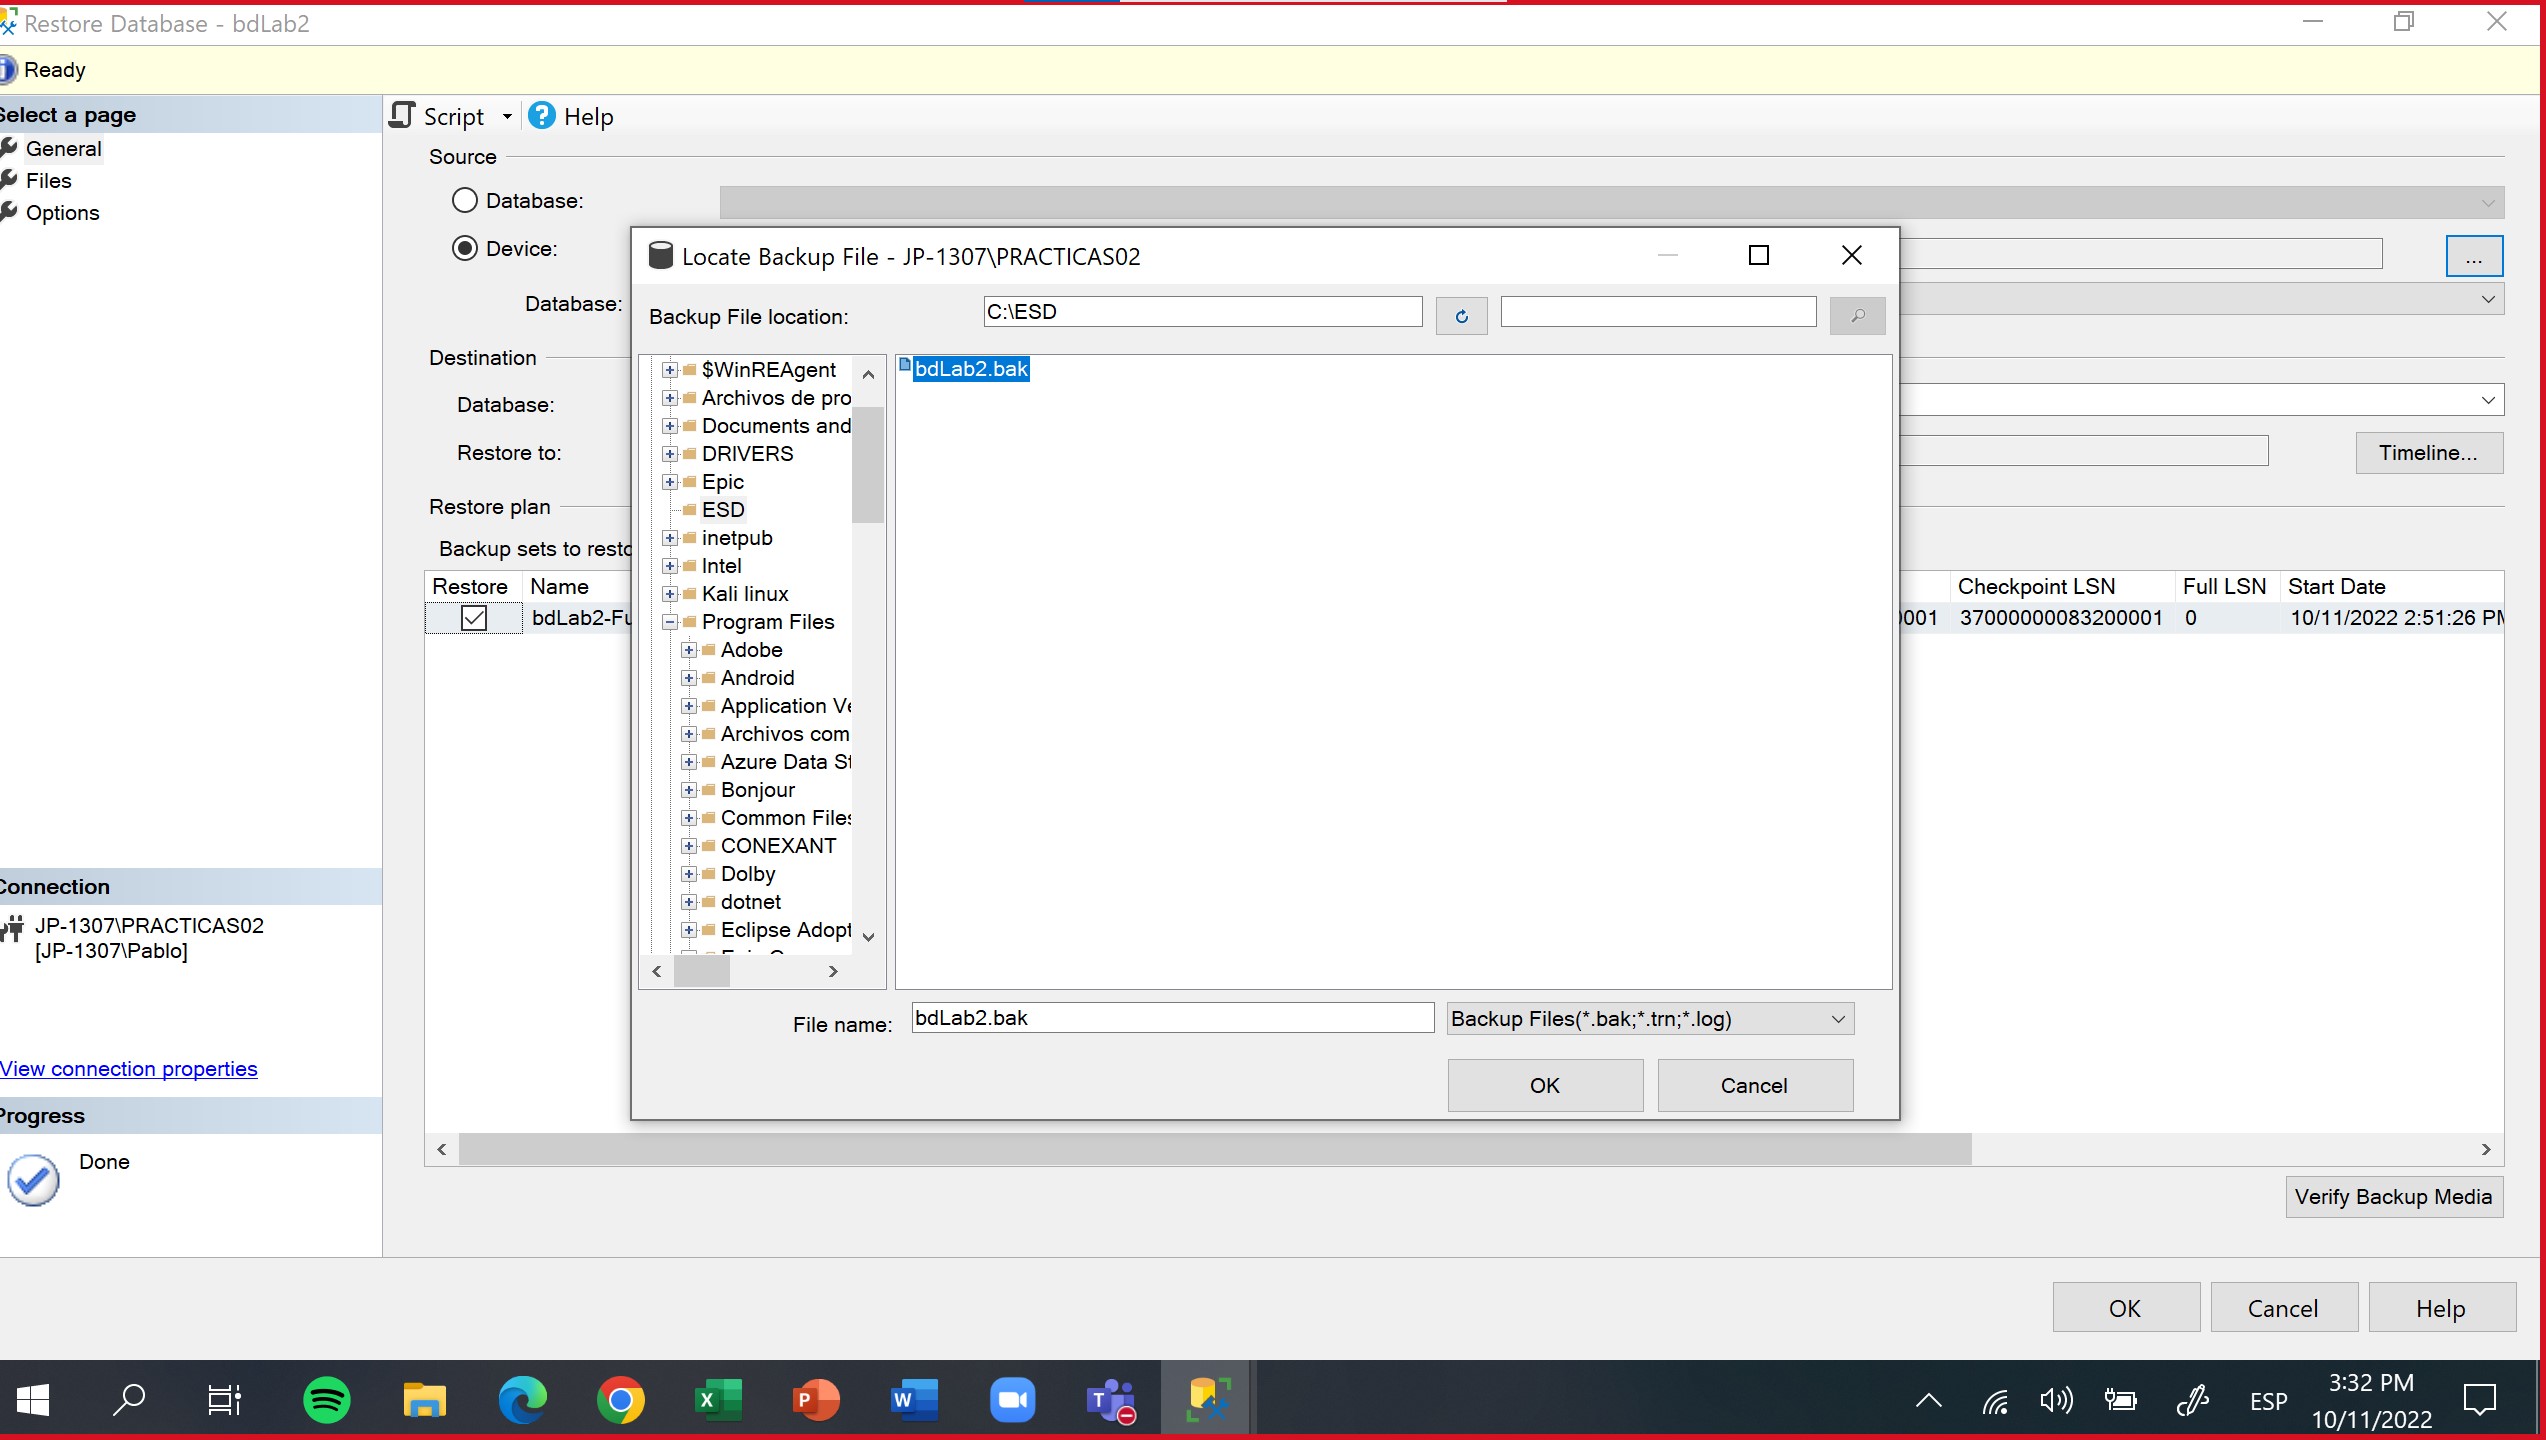 Restore Database - bdLab2
Ready
Select a page
General
Files
Options
Script
Help
Source
Database:
Device:
...
Database:
Destination
Database:
Restore to:
Timeline...
Restore plan
Backup sets to resto
Restore Name Checkpoint LSN Full LSN Start Date
bdLab2-Fu 0001 37000000083200001 0 10/11/2022 2:51:26 PM
Locate Backup File - JP-1307\PRACTICAS02
Backup File location: C:\ESD
$WinREAgent
Archivos de pro
Documents and
DRIVERS
Epic
ESD
inetpub
Intel
Kali linux
Program Files
Adobe
Android
Application Ve
Archivos com
Azure Data St
Bonjour
Common Files
CONEXANT
Dolby
dotnet
Eclipse Adopt
bdLab2.bak
File name: bdLab2.bak
Backup Files(*.bak;*.trn;*.log)
OK Cancel
Connection
JP-1307\PRACTICAS02
[JP-1307\Pablo]
View connection properties
Progress
Done
Verify Backup Media
OK Cancel Help
ESP
3:32 PM
10/11/2022